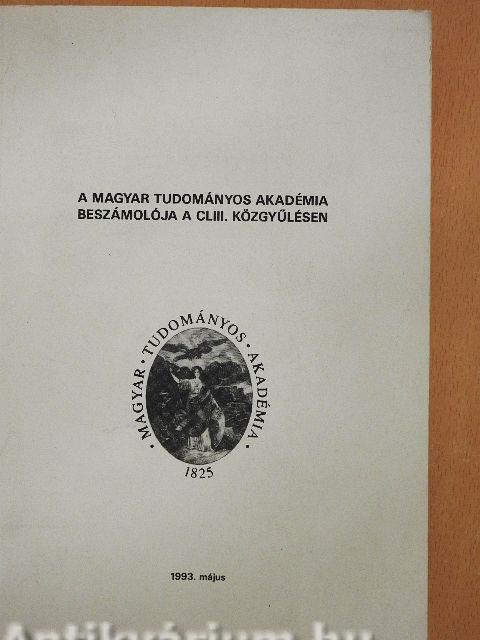 A MAGYAR TUDOMÁNYOS AKADÉMIA
BESZÁMOLÓJA A CLIII. KÖZGYŰLÉSEN
· MAGYAR · TUDOMÁNYOS · AKADÉMIA ·
1825
1993. május
Antikvárium.hu